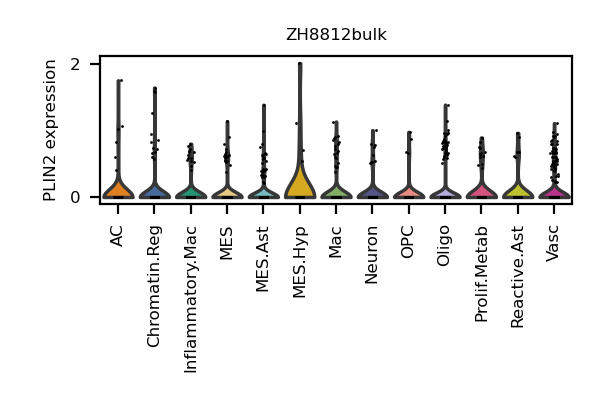 ZH8812bulk
PLIN2 expression
2
0
AC
Chromatin.Reg
Inflammatory.Mac
MES
MES.Ast
MES.Hyp
Mac
Neuron
OPC
Oligo
Prolif.Metab
Reactive.Ast
Vasc